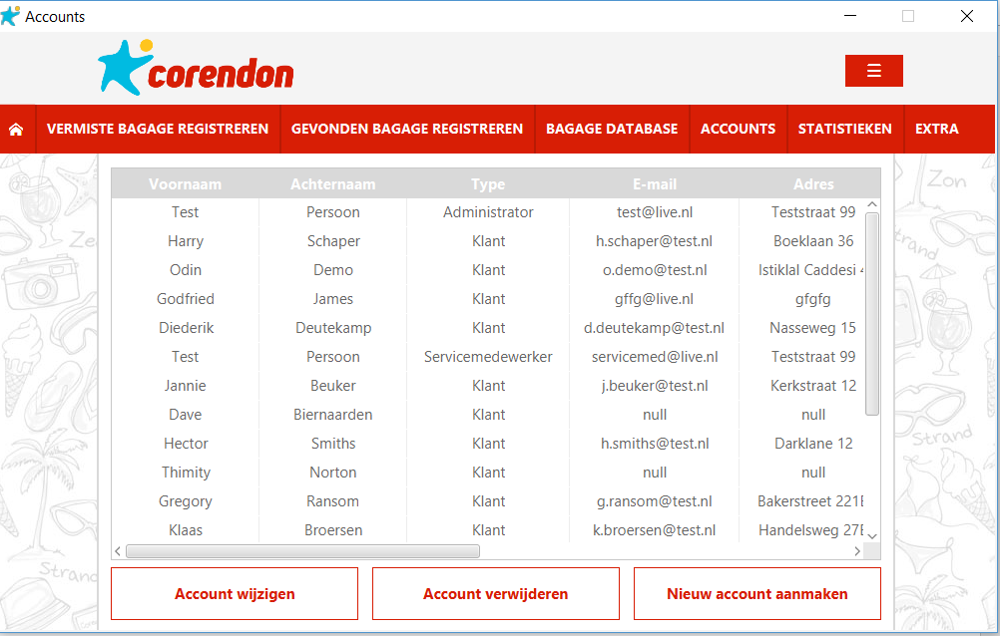 Accounts
corendon
VERMISTE BAGAGE REGISTREREN GEVONDEN BAGAGE REGISTREREN BAGAGE DATABASE ACCOUNTS STATISTIEKEN EXTRA
Voornaam Achternaam Type E-mail Adres
Test Persoon Administrator test@live.nl Teststraat 99
Harry Schaper Klant h.schaper@test.nl Boeklaan 36
Odin Demo Klant o.demo@test.nl Istiklal Caddesi
Godfried James Klant gffg@live.nl gfgfg
Diederik Deutekamp Klant d.deutekamp@test.nl Nasseweg 15
Test Persoon Servicemedewerker servicemed@live.nl Teststraat 99
Jannie Beuker Klant j.beuker@test.nl Kerkstraat 12
Dave Biernaarden Klant null null
Hector Smiths Klant h.smiths@test.nl Darklane 12
Thimity Norton Klant null null
Gregory Ransom Klant g.ransom@test.nl Bakerstreet 221
Klaas Broersen Klant k.broersen@test.nl Handelsweg 27
Account wijzigen Account verwijderen Nieuw account aanmaken
Zon
Strand
Strand